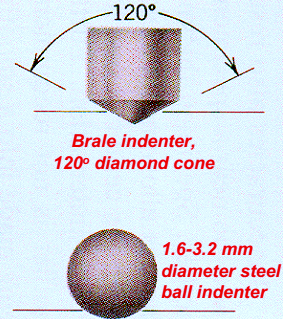 120°
Brale indenter,
120° diamond cone
1.6-3.2 mm
diameter steel
ball indenter